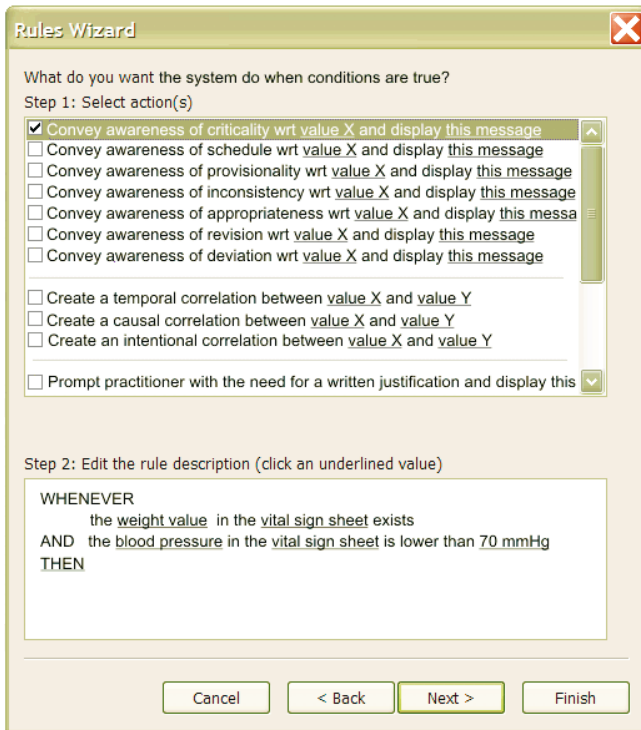 Rules Wizard
What do you want the system do when conditions are true?
Step 1: Select action(s)
Convey awareness of criticality wrt value X and display this message
Convey awareness of schedule wrt value X and display this message
Convey awareness of provisionality wrt value X and display this message
Convey awareness of inconsistency wrt value X and display this message
Convey awareness of appropriateness wrt value X and display this messa
Convey awareness of revision wrt value X and display this message
Convey awareness of deviation wrt value X and display this message
Create a temporal correlation between value X and value Y
Create a causal correlation between value X and value Y
Create an intentional correlation between value X and value Y
Prompt practitioner with the need for a written justification and display this
Step 2: Edit the rule description (click an underlined value)
WHENEVER
the weight value in the vital sign sheet exists
AND the blood pressure in the vital sign sheet is lower than 70 mmHg
THEN
Cancel < Back Next > Finish